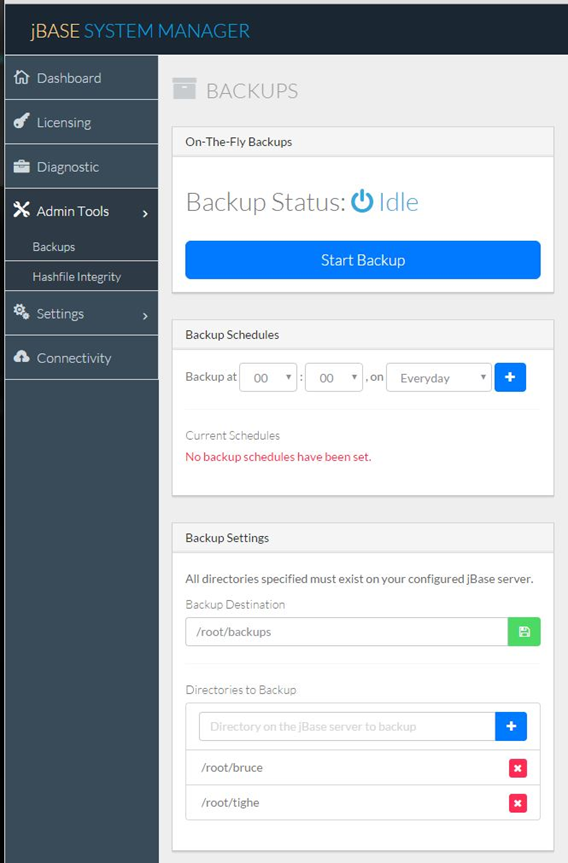 jBASE SYSTEM MANAGER
Dashboard
Licensing
Diagnostic
Admin Tools
Backups
Hashfile Integrity
Settings
Connectivity
BACKUPS
On-The-Fly Backups
Backup Status: Idle
Start Backup
Backup Schedules
Backup at 00 : 00 , on Everyday
Current Schedules
No backup schedules have been set.
Backup Settings
All directories specified must exist on your configured jBase server.
Backup Destination
/root/backups
Directories to Backup
Directory on the jBase server to backup
/root/bruce
/root/tighe